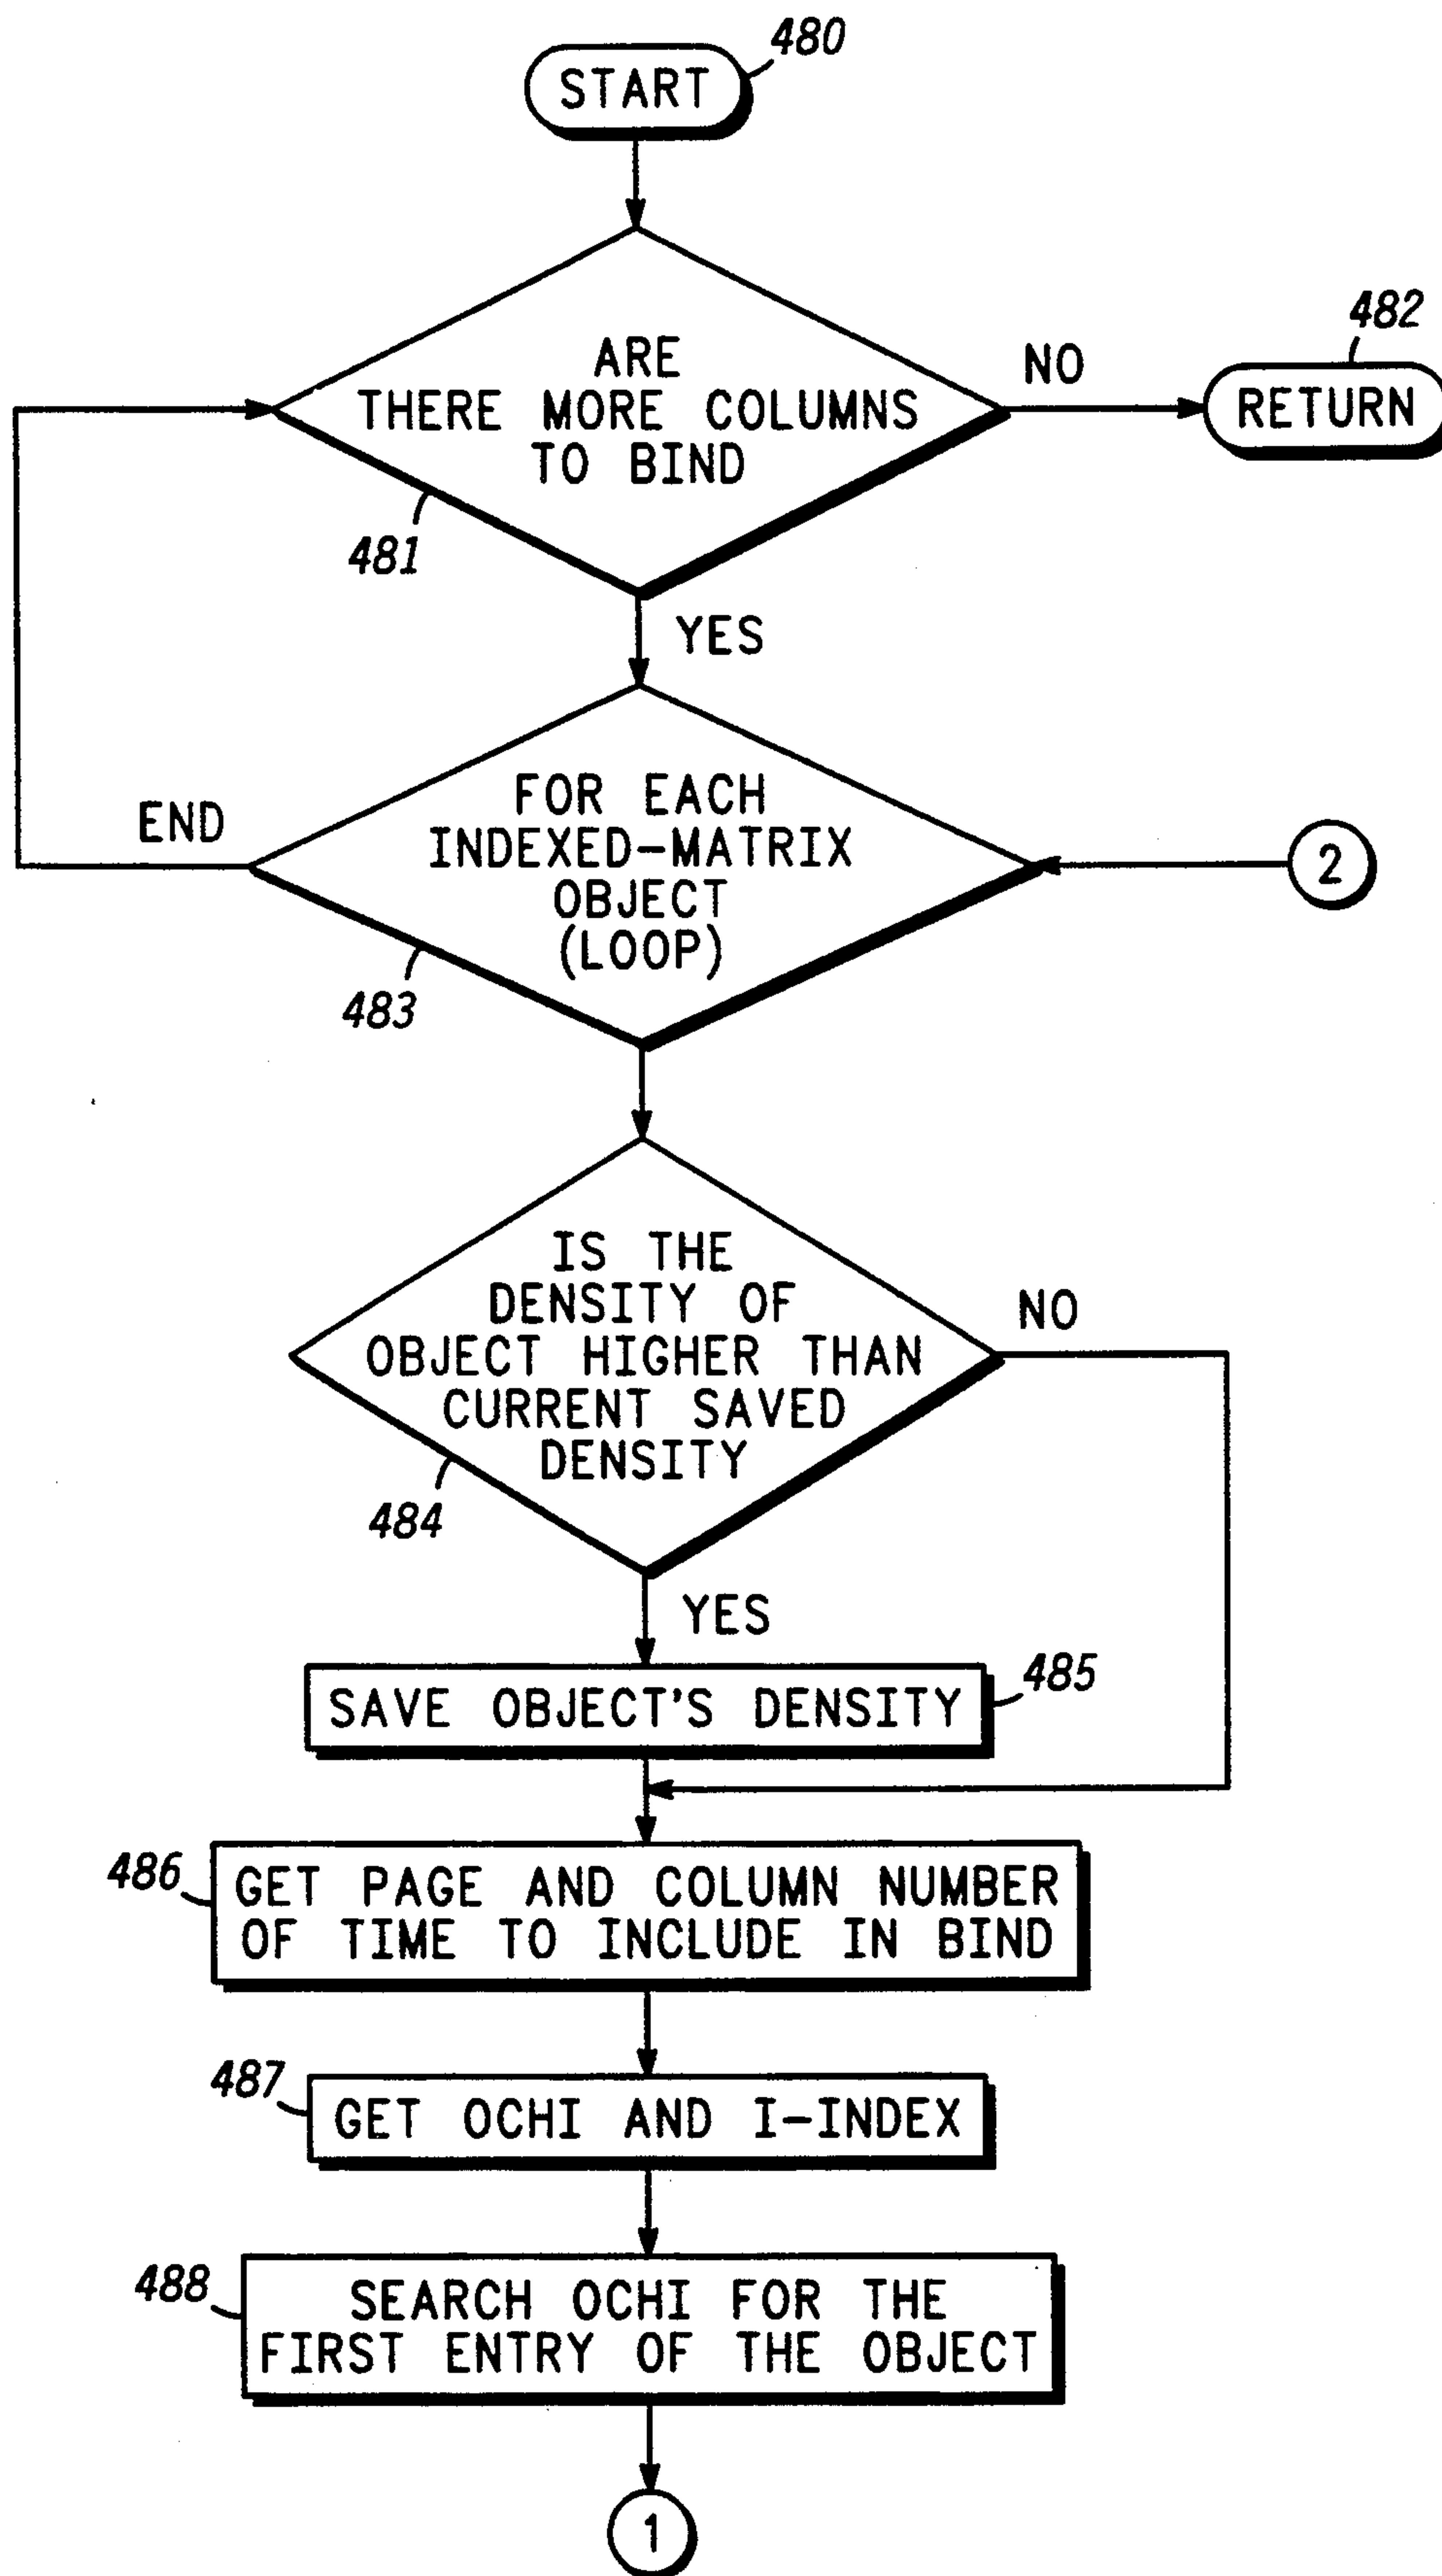 480
START
482
ARE
THERE MORE COLUMNS
TO BIND
NO
RETURN
481
YES
FOR EACH
INDEXED-MATRIX
OBJECT
(LOOP)
END
2
483
IS THE
DENSITY OF
OBJECT HIGHER THAN
CURRENT SAVED
DENSITY
NO
484
YES
SAVE OBJECT'S DENSITY
485
486
GET PAGE AND COLUMN NUMBER
OF TIME TO INCLUDE IN BIND
487
GET OCHI AND I-INDEX
488
SEARCH OCHI FOR THE
FIRST ENTRY OF THE OBJECT
1